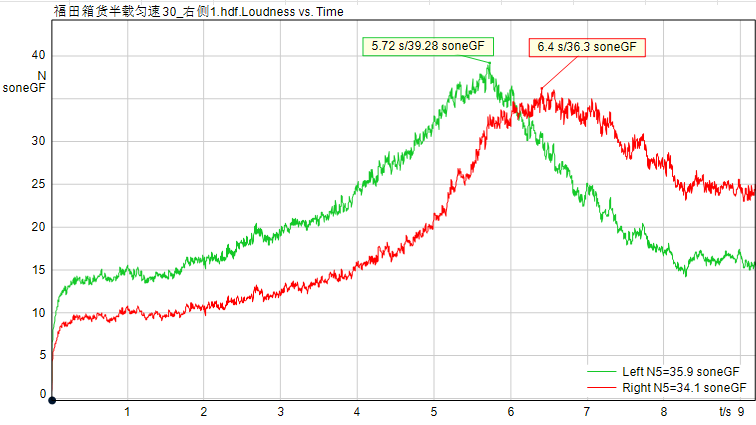 福田箱货半载匀速30_右侧1.hdf.Loudness vs. Time
40
N
soneGF
30
25
20
15
10
5
0
5.72 s/39.28 soneGF
6.4 s/36.3 soneGF
Left N5=35.9 soneGF
Right N5=34.1 soneGF
1 2 3 4 5 6 7 8 t/s 9